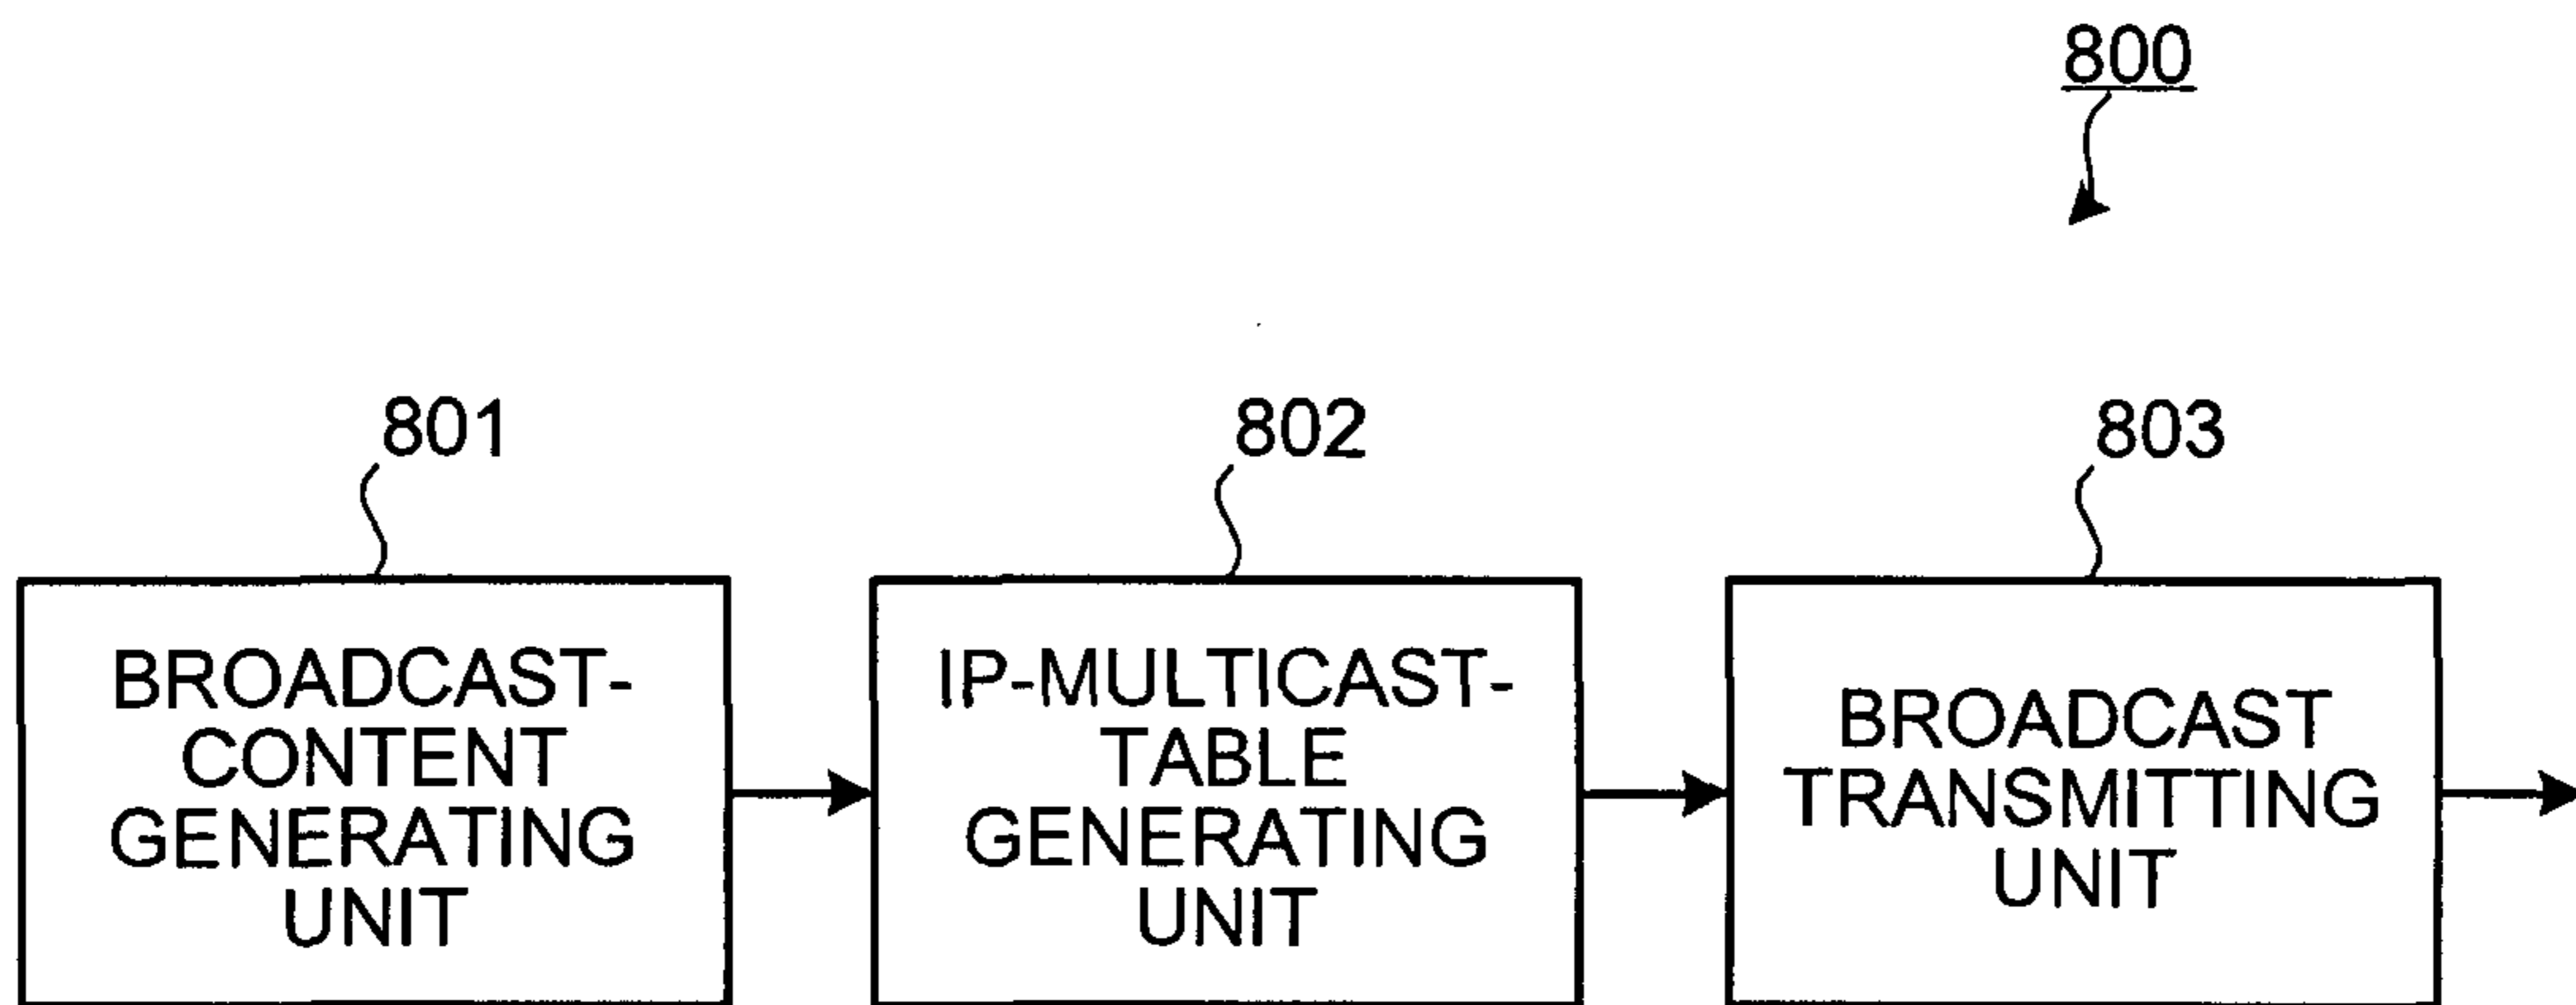 800
801
802
803
BROADCAST-
CONTENT
GENERATING
UNIT
IP-MULTICAST-
TABLE
GENERATING
UNIT
BROADCAST
TRANSMITTING
UNIT